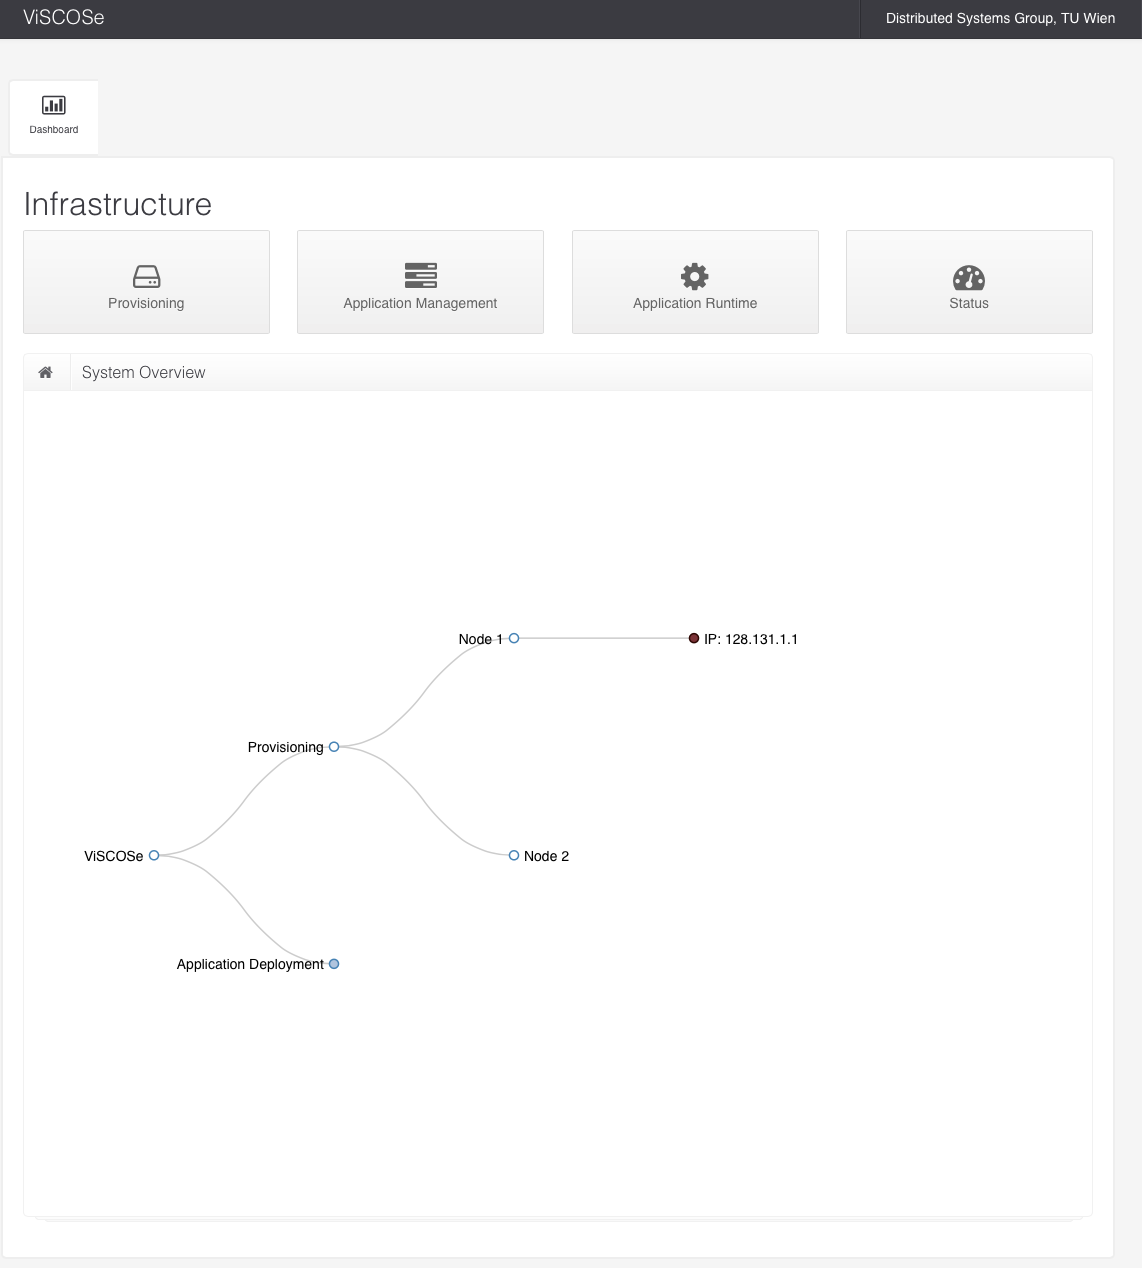 ViSCOSe
Distributed Systems Group, TU Wien
Dashboard
Infrastructure
Provisioning
Application Management
Application Runtime
Status
System Overview
Node 1
IP: 128.131.1.1
Provisioning
ViSCOSe
Node 2
Application Deployment